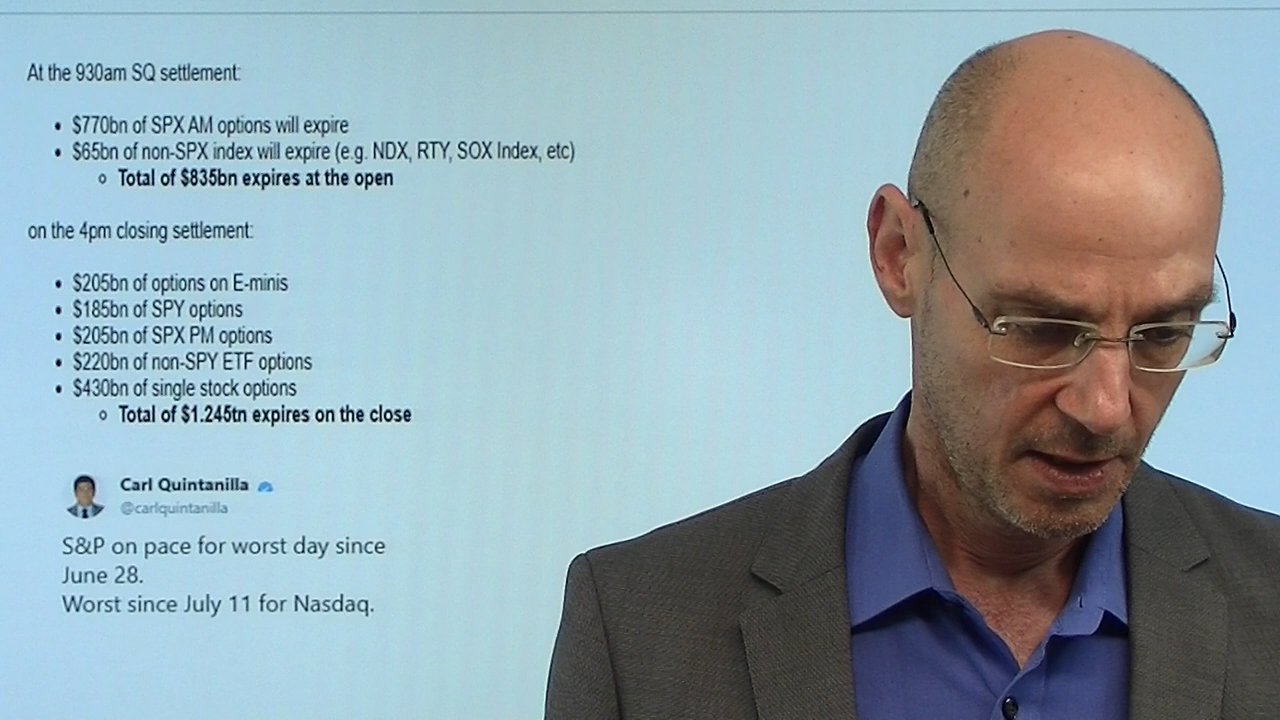 At the 930am SQ settlement:
• $770bn of SPX AM options will expire
• $65bn of non-SPX index will expire (e.g. NDX, RTY, SOX Index, etc)
o Total of $835bn expires at the open
on the 4pm closing settlement:
• $205bn of options on E-minis
• $185bn of SPY options
• $205bn of SPX PM options
• $220bn of non-SPY ETF options
• $430bn of single stock options
o Total of $1.245tn expires on the close
Carl Quintanilla
@carlquintanilla
S&P on pace for worst day since
June 28.
Worst since July 11 for Nasdaq.